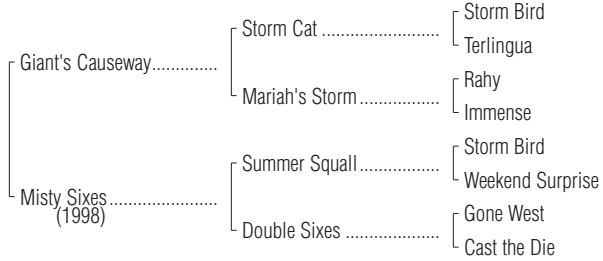 Storm Bird
Storm Cat ........................
Terlingua
Giant's Causeway.............
Rahy
Mariah's Storm................
Immense
Storm Bird
Summer Squall................
Weekend Surprise
Misty Sixes.....................
(1998)
Gone West
Double Sixes ...................
Cast the Die